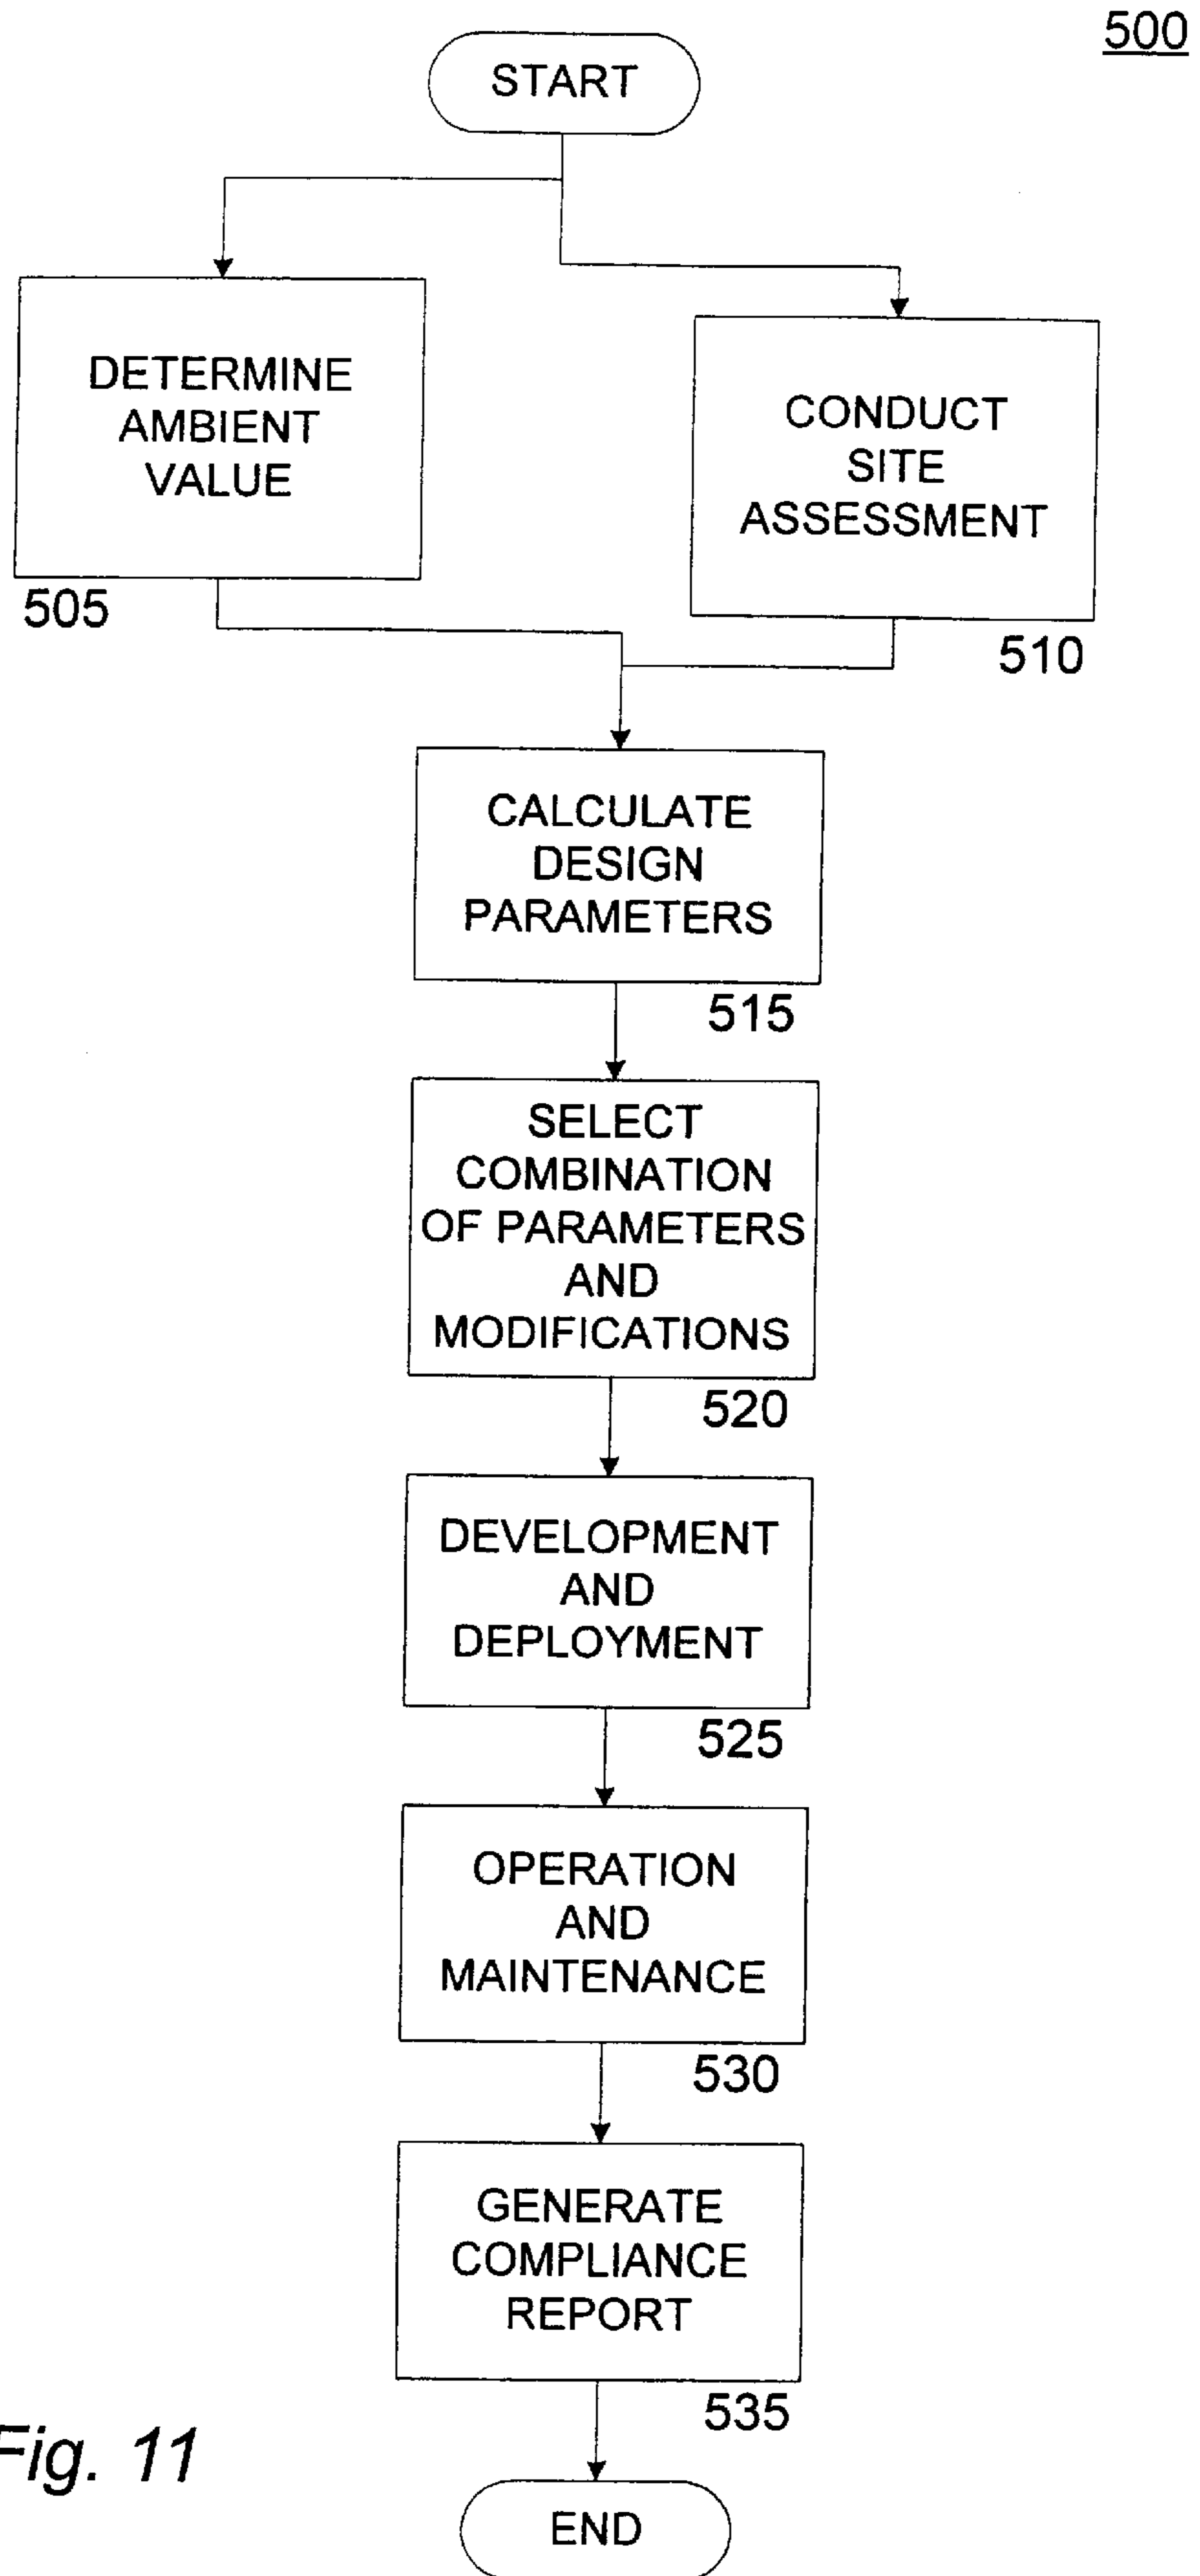 500
START
DETERMINE
AMBIENT
VALUE
505
CONDUCT
SITE
ASSESSMENT
510
CALCULATE
DESIGN
PARAMETERS
515
SELECT
COMBINATION
OF PARAMETERS
AND
MODIFICATIONS
520
DEVELOPMENT
AND
DEPLOYMENT
525
OPERATION
AND
MAINTENANCE
530
GENERATE
COMPLIANCE
REPORT
535
Fig. 11
END